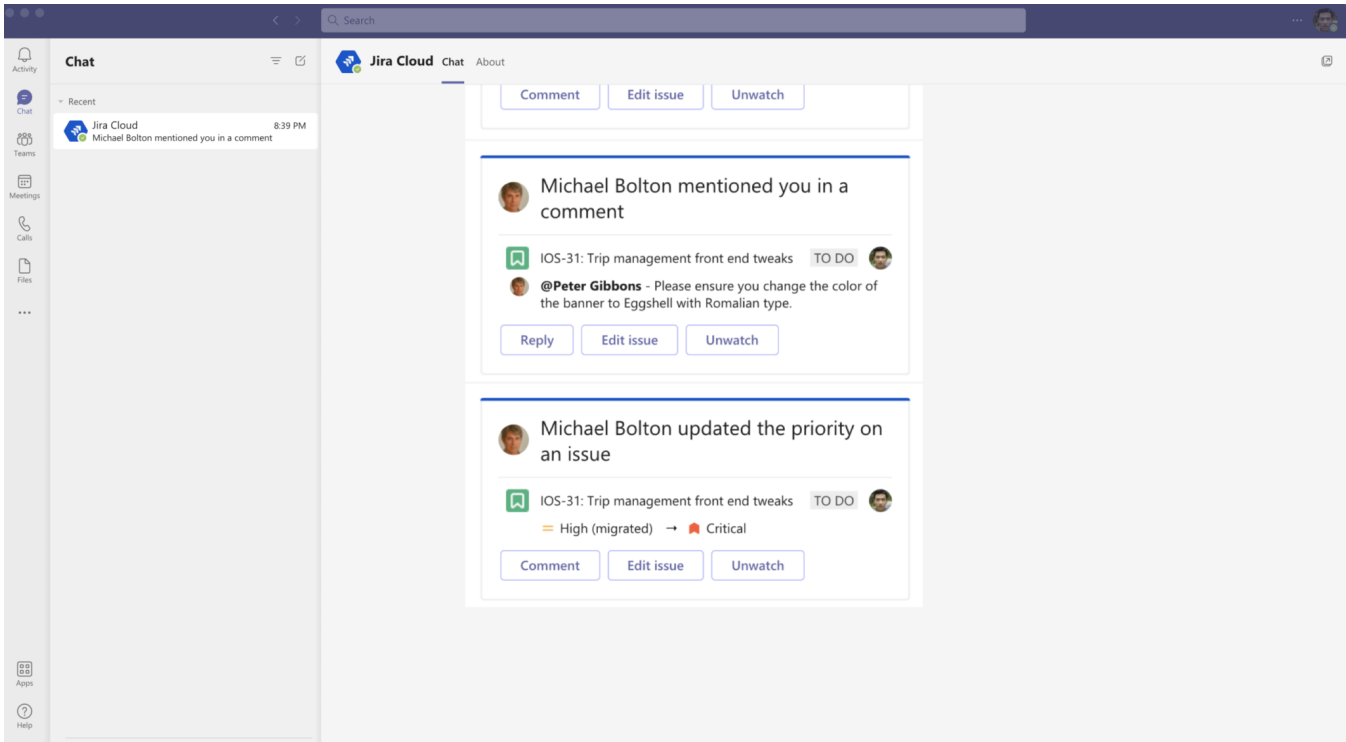 Search
Activity
Chat
Teams
Meetings
Calls
Files
Apps
Help
Chat
Recent
Jira Cloud 8:39 PM
Michael Bolton mentioned you in a comment
Jira Cloud Chat About
Comment Edit issue Unwatch
Michael Bolton mentioned you in a
comment
IOS-31: Trip management front end tweaks TO DO
@Peter Gibbons - Please ensure you change the color of
the banner to Eggshell with Romalian type.
Reply Edit issue Unwatch
Michael Bolton updated the priority on
an issue
IOS-31: Trip management front end tweaks TO DO
High (migrated) → Critical
Comment Edit issue Unwatch